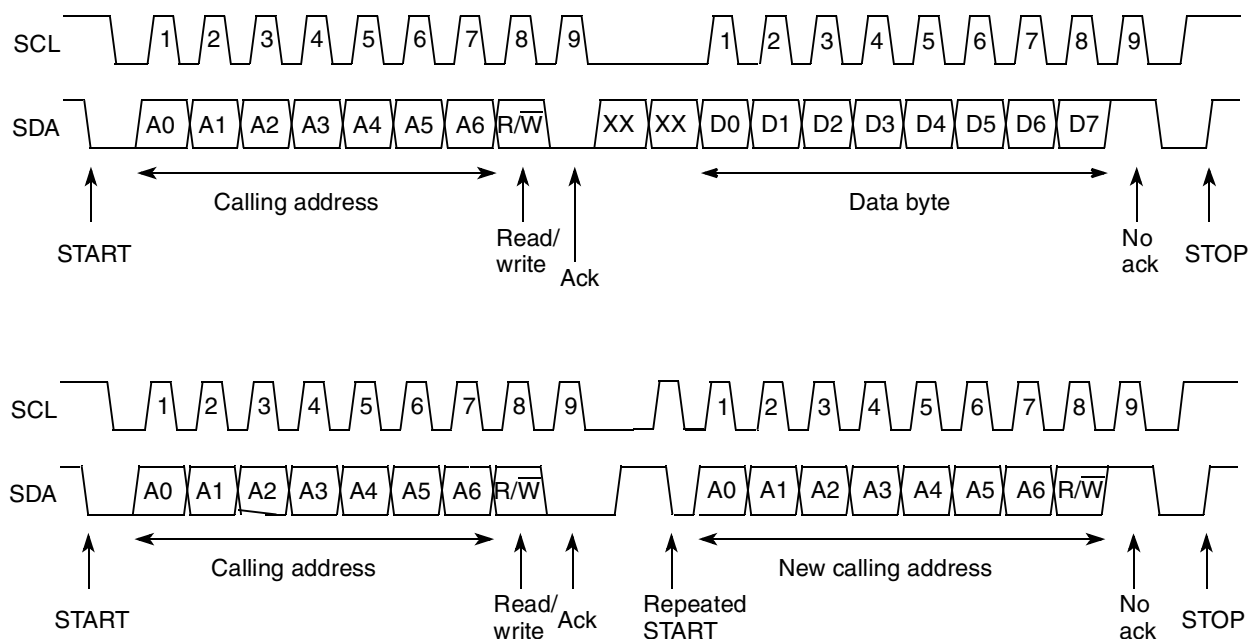 SCL 1 2 3 4 5 6 7 8 9 1 2 3 4 5 6 7 8 9
SDA A0 A1 A2 A3 A4 A5 A6 R/W̅ XX XX D0 D1 D2 D3 D4 D5 D6 D7
Calling address Data byte
START Read/ No STOP
write Ack ack
SCL 1 2 3 4 5 6 7 8 9 1 2 3 4 5 6 7 8 9
SDA A0 A1 A2 A3 A4 A5 A6 R/W̅ A0 A1 A2 A3 A4 A5 A6 R/W̅
Calling address New calling address
START Read/ Ack Repeated No STOP
write START ack